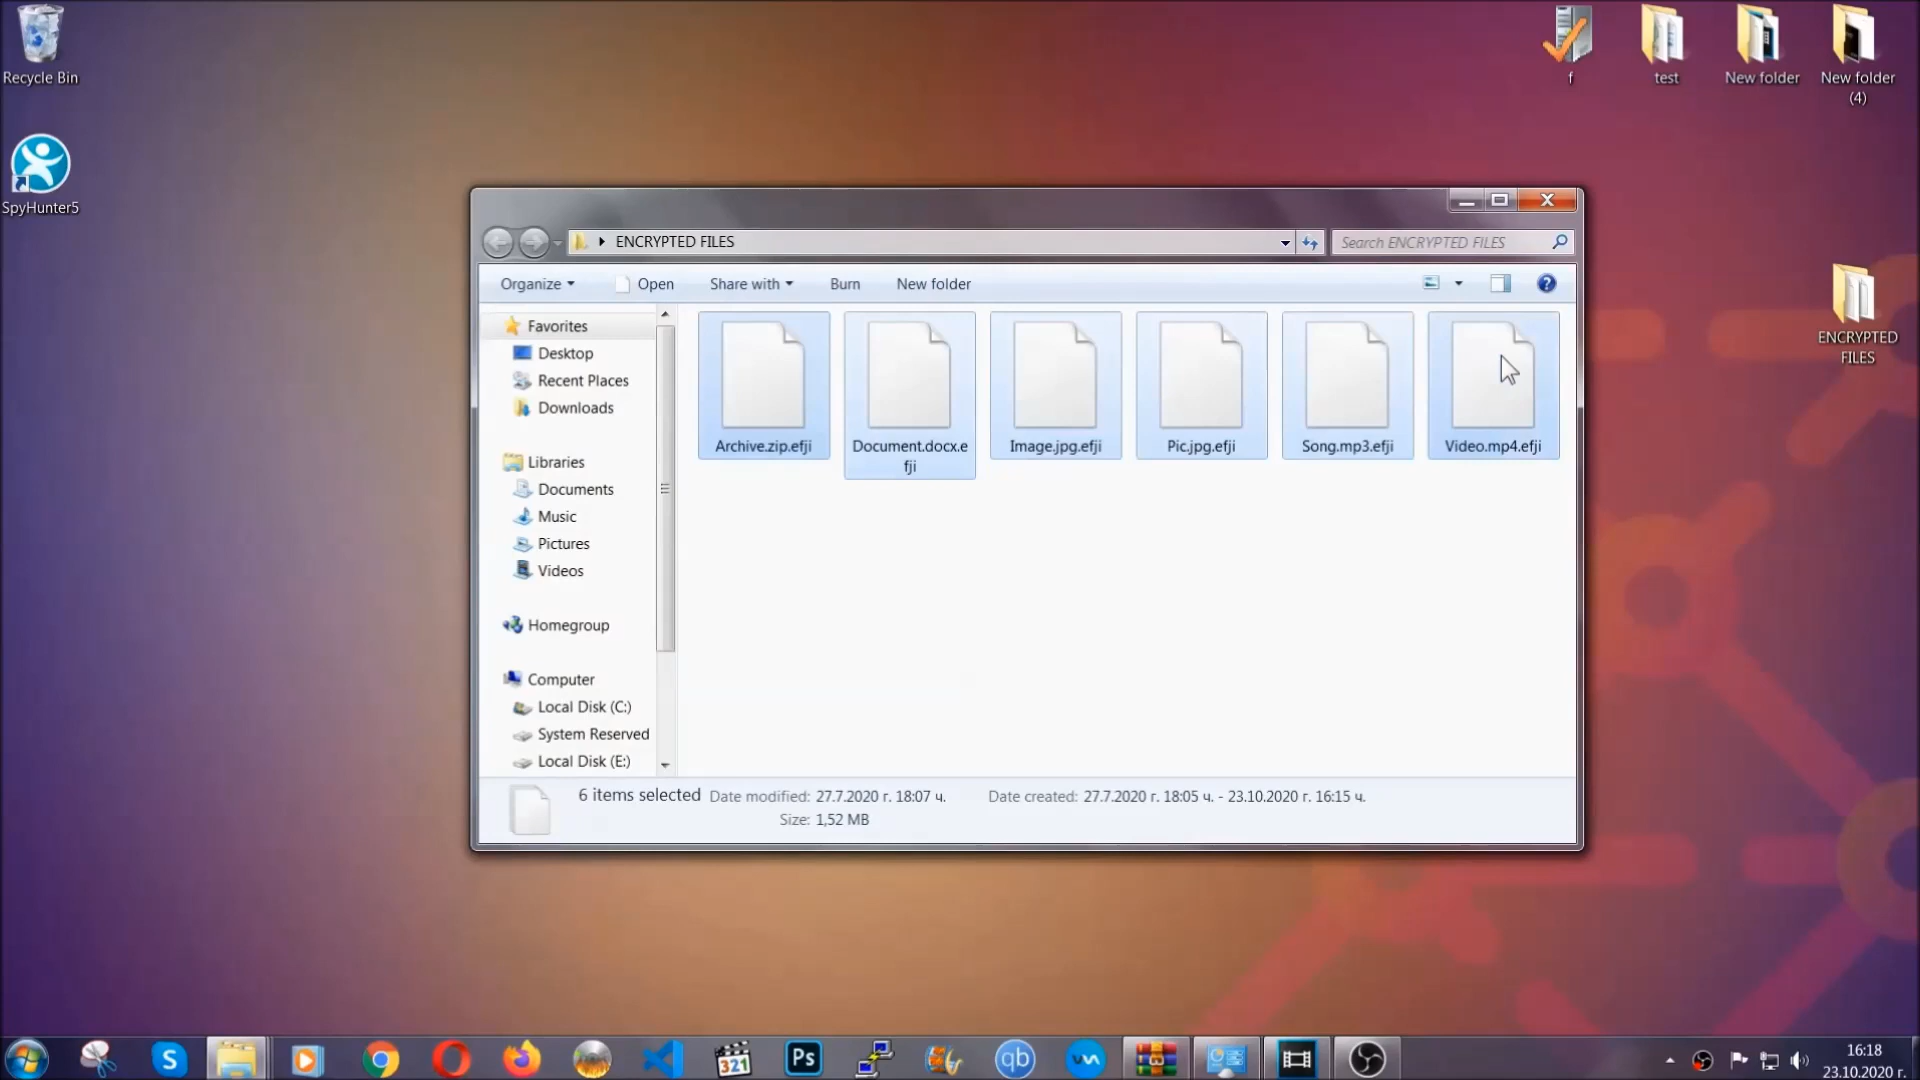 Recycle Bin
SpyHunter5
f
test
New folder
New folder
(4)
ENCRYPTED
FILES
ENCRYPTED FILES
Search ENCRYPTED FILES
Organize
Open
Share with
Burn
New folder
Favorites
Desktop
Recent Places
Downloads
Libraries
Documents
Music
Pictures
Videos
Homegroup
Computer
Local Disk (C:)
System Reserved
Local Disk (E:)
Archive.zip.efji
Document.docx.e
fji
Image.jpg.efji
Pic.jpg.efji
Song.mp3.efji
Video.mp4.efji
6 items selected Date modified: 27.7.2020 г. 18:07 ч. Date created: 27.7.2020 г. 18:05 ч. - 23.10.2020 г. 16:15 ч.
Size: 1,52 MB
S
321
Ps
qb
16:18
23.10.2020 г.